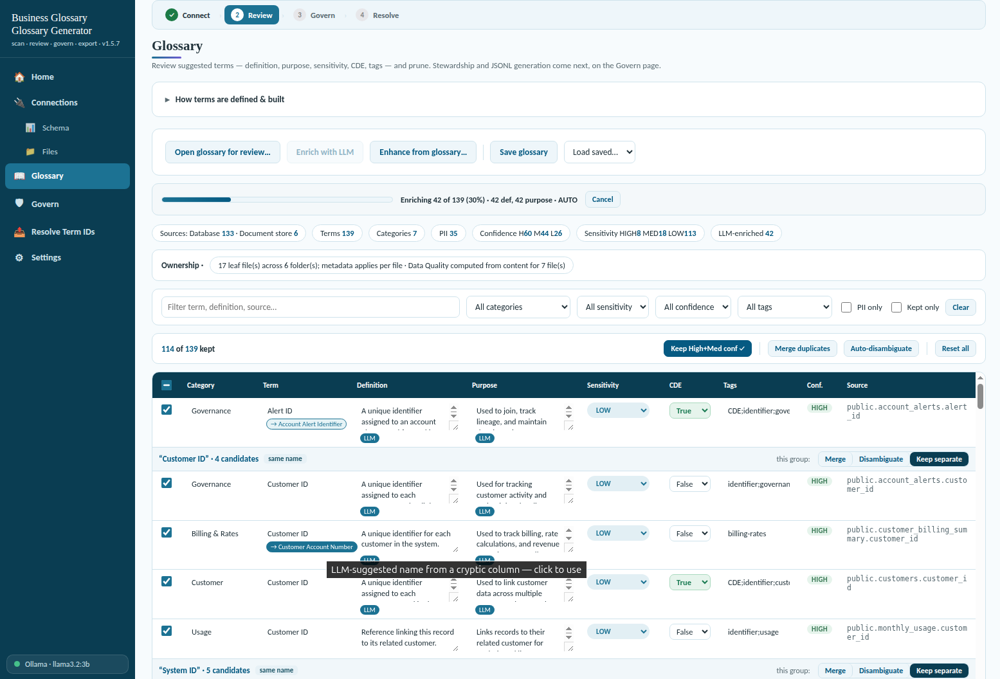 Business Glossary
Glossary Generator
scan · review · govern · export · v1.5.7
Home
Connections
Schema
Files
Glossary
Govern
Resolve Term IDs
Settings
Ollama · llama3.2:3b
Connect
2 Review
3 Govern
4 Resolve
Glossary
Review suggested terms — definition, purpose, sensitivity, CDE, tags — and prune. Stewardship and JSONL generation come next, on the Govern page.
How terms are defined & built
Open glossary for review...
Enrich with LLM
Enhance from glossary...
Save glossary
Load saved...
Enriching 42 of 139 (30%) · 42 def, 42 purpose · AUTO
Cancel
Sources: Database 133 · Document store 6
Terms 139
Categories 7
PII 35
Confidence H60 M44 L26
Sensitivity HIGH8 MED18 LOW113
LLM-enriched 42
Ownership ·
17 leaf file(s) across 6 folder(s); metadata applies per file · Data Quality computed from content for 7 file(s)
Filter term, definition, source...
All categories
All sensitivity
All confidence
All tags
PII only
Kept only
Clear
114 of 139 kept
Keep High+Med conf ✓
Merge duplicates
Auto-disambiguate
Reset all
Category
Term
Definition
Purpose
Sensitivity
CDE
Tags
Conf.
Source
Governance
Alert ID
→ Account Alert Identifier
A unique identifier
assigned to an account
LLM
Used to join, track
lineage, and maintain
LLM
LOW
True
CDE;identifier;gove
HIGH
public.account_alerts.alert
_id
“Customer ID” · 4 candidates
same name
this group:
Merge
Disambiguate
Keep separate
Governance
Customer ID
A unique identifier
assigned to each
LLM
Used for tracking
customer activity and
LLM
LOW
False
identifier;governan
HIGH
public.account_alerts.custo
mer_id
Billing & Rates
Customer ID
→ Customer Account Number
A unique identifier for each
customer in the system.
Used to track billing, rate
calculations, and revenue
LOW
False
billing-rates
HIGH
public.customer_billing_sum
mary.customer_id
LLM-suggested name from a cryptic column — click to use
Customer
Customer ID
A unique identifier
assigned to each
LLM
Used to link customer
data across multiple
LLM
LOW
True
CDE;identifier;cust
HIGH
public.customers.customer_i
d
Usage
Customer ID
Reference linking this record
to its related customer.
Links records to their
related customer for
LOW
False
identifier;usage
HIGH
public.monthly_usage.custom
er_id
“System ID” · 5 candidates
same name
this group:
Merge
Disambiguate
Keep separate